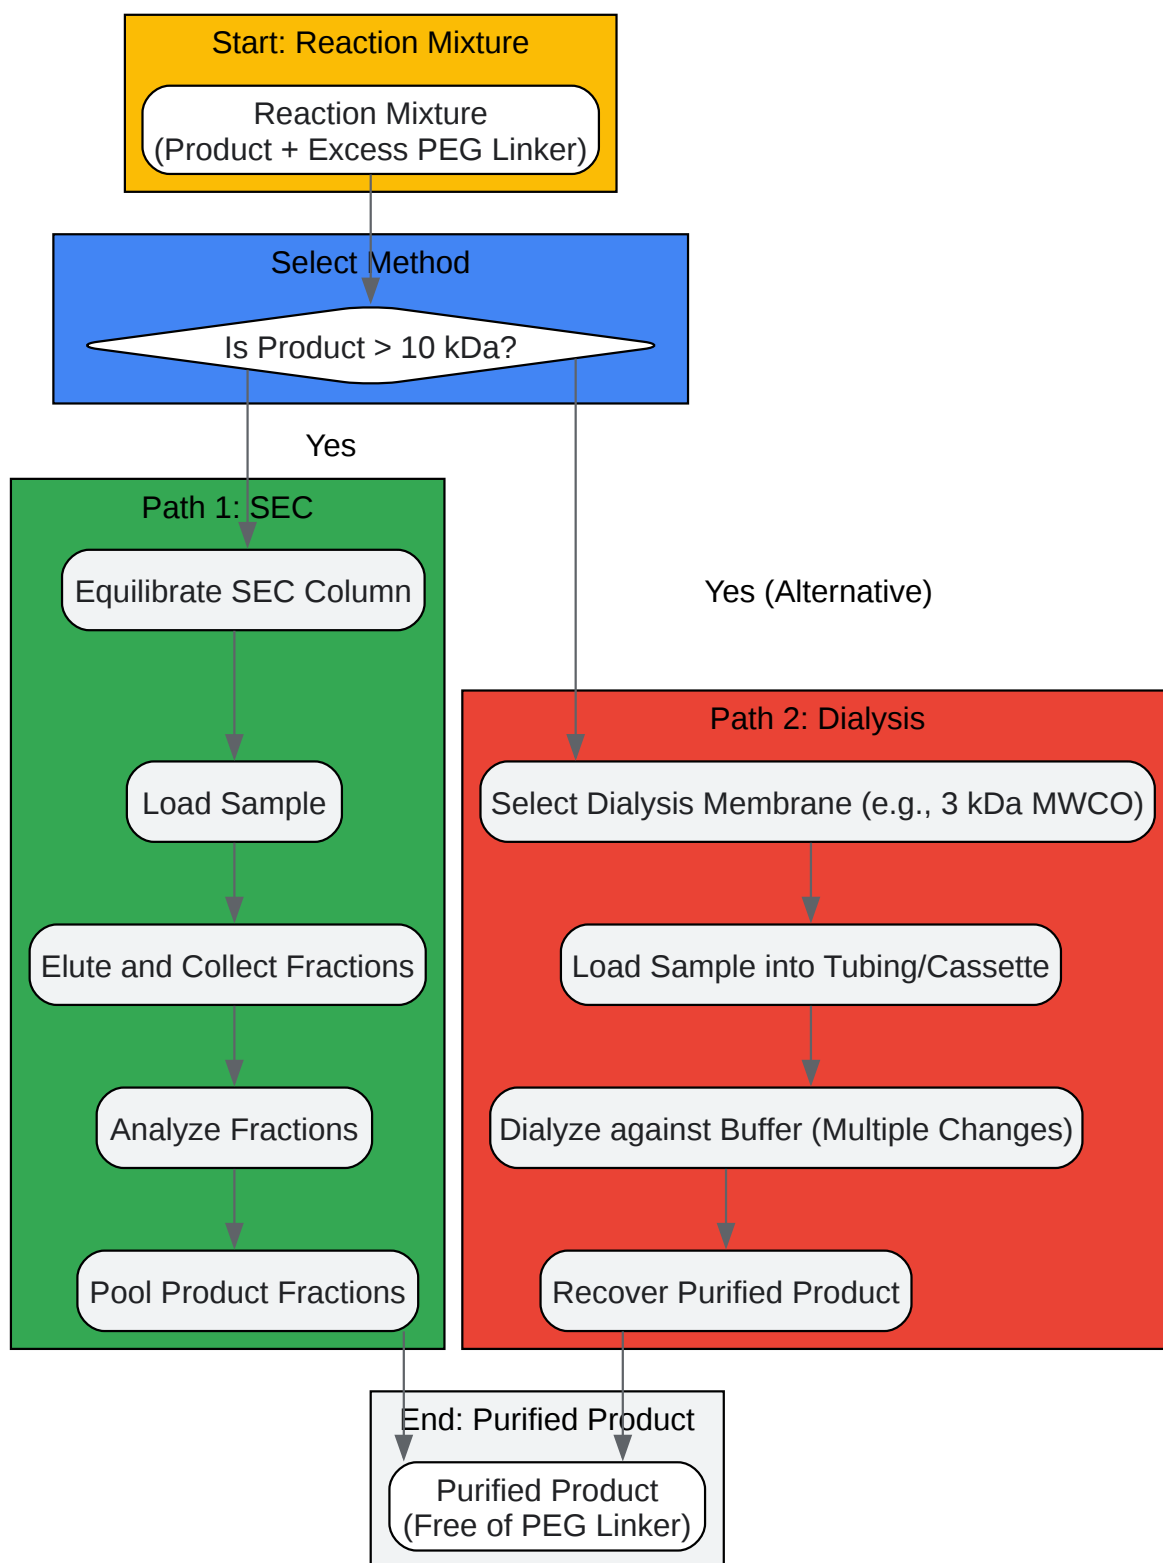 Start: Reaction Mixture
Reaction Mixture
(Product + Excess PEG Linker)
Select Method
Is Product > 10 kDa?
Yes
Path 1: SEC
Equilibrate SEC Column
Load Sample
Elute and Collect Fractions
Analyze Fractions
Pool Product Fractions
Yes (Alternative)
Path 2: Dialysis
Select Dialysis Membrane (e.g., 3 kDa MWCO)
Load Sample into Tubing/Cassette
Dialyze against Buffer (Multiple Changes)
Recover Purified Product
End: Purified Product
Purified Product
(Free of PEG Linker)